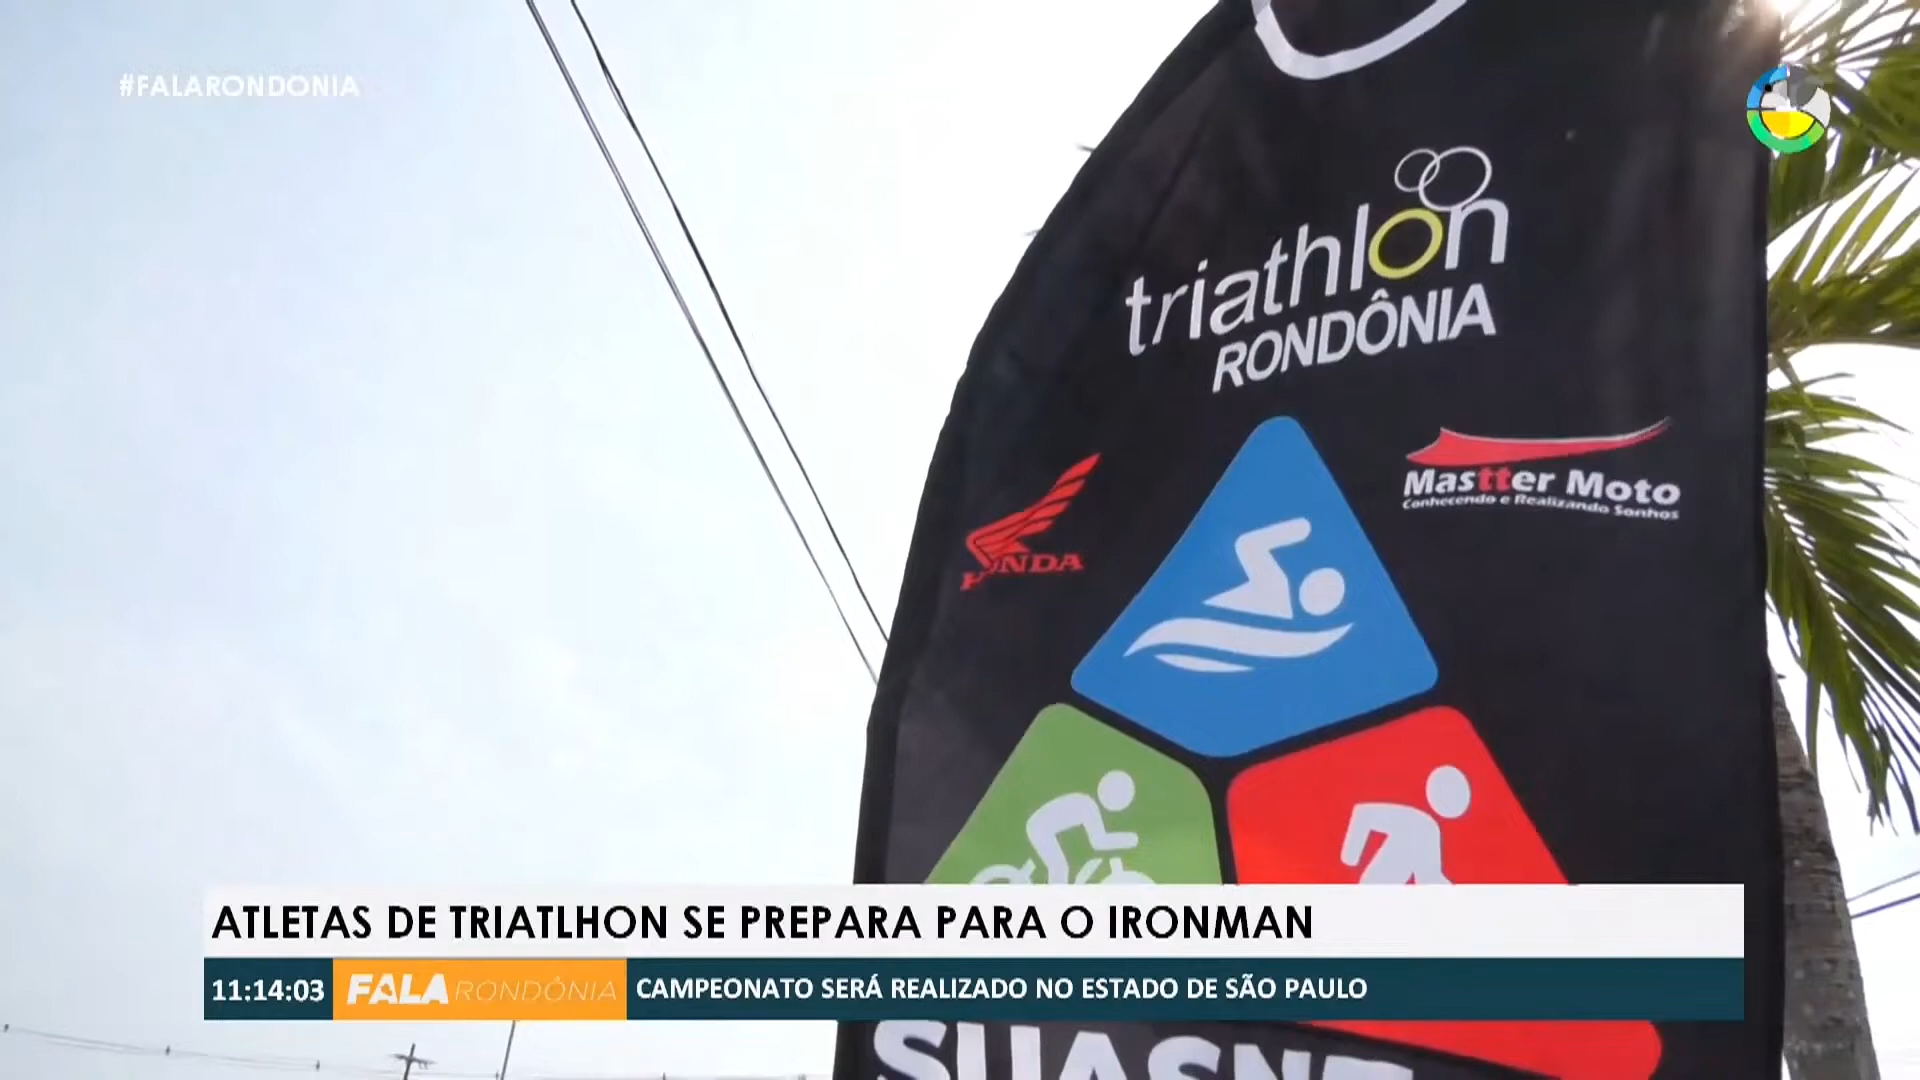 #FALARONDONIA
triathlon
RONDÔNIA
HONDA
Mastter Moto
Conhecendo e Realizando Sonhos
ATLETAS DE TRIATLHON SE PREPARA PARA O IRONMAN
11:14:03 FALA RONDÔNIA CAMPEONATO SERÁ REALIZADO NO ESTADO DE SÃO PAULO